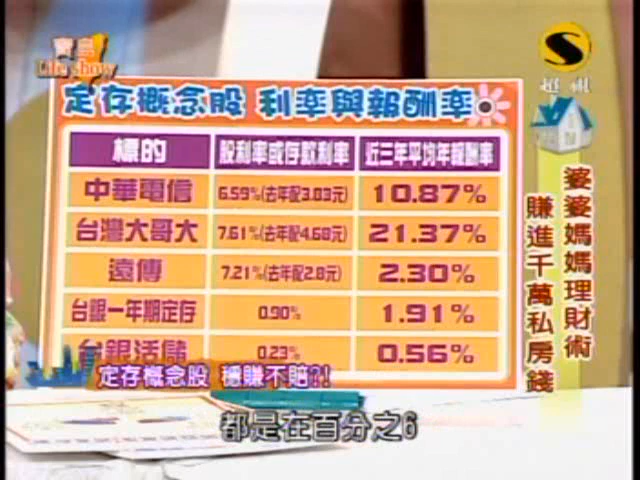 寶島
Life show
S
超視
定存概念股 利率與報酬率
標的 股利率或存款利率 近三年平均年報酬率
中華電信 6.59%(去年配3.83元) 10.87%
台灣大哥大 7.61%(去年配4.68元) 21.37%
遠傳 7.21%(去年配2.8元) 2.30%
台銀一年期定存 0.90% 1.91%
台銀活儲 0.23% 0.56%
婆婆媽媽理財術
賺進千萬私房錢
定存概念股 穩賺不賠?!
都是在百分之6